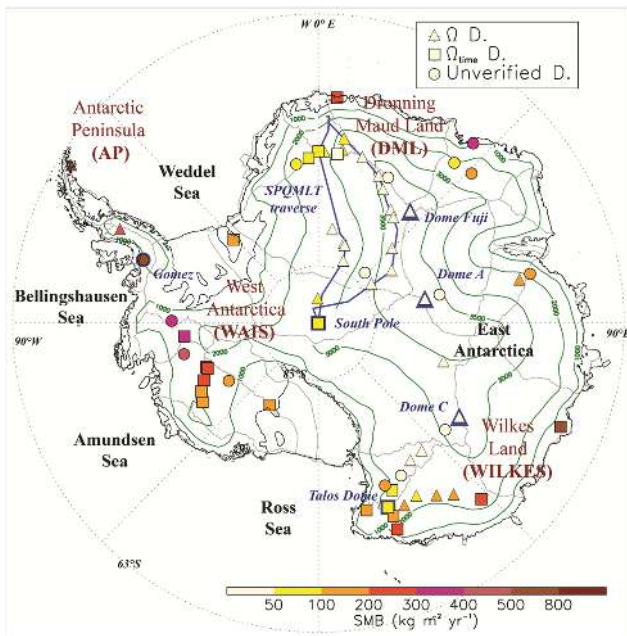 W 0° E
Ω D.
Ωtime D.
Unverified D.
Antarctic
Peninsula
(AP)
Dronning
Maud Land
(DML)
Weddel
Sea
SPQMLT
traverse
Dome Fuji
Gomez
West
Antarctica
(WAIS)
Dome A
Bellingshausen
Sea
South Pole
East
Antarctica
90°W
90°E
85°S
Dome C
Wilkes
Land
(WILKES)
Amundsen
Sea
Ross
Sea
Talos Dome
63°S
50 100 200 300 400 500 800
SMB (kg m² yr⁻¹)